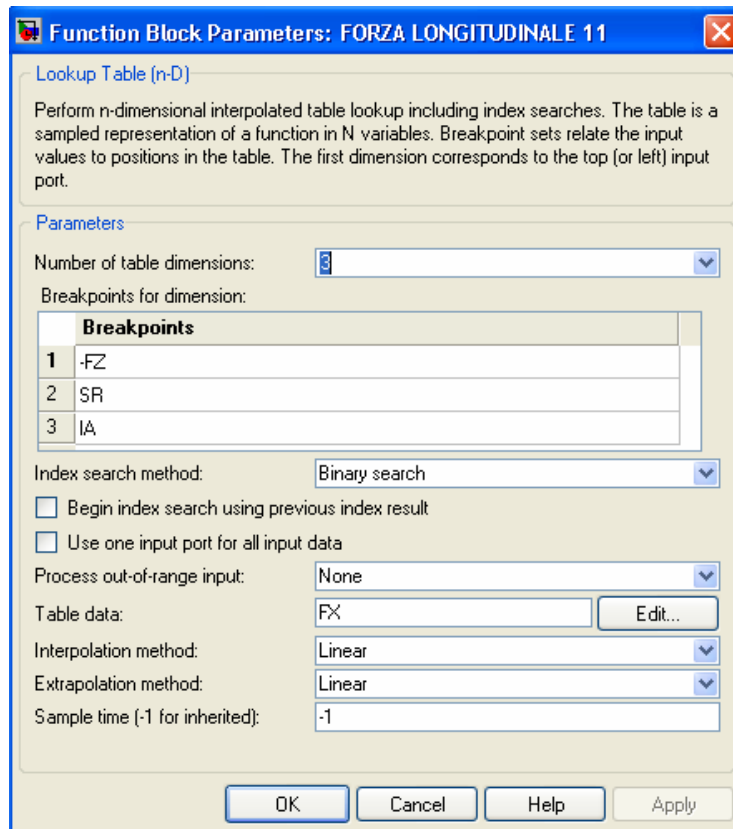 Function Block Parameters: FORZA LONGITUDINALE 11
Lookup Table (n-D)
Perform n-dimensional interpolated table lookup including index searches. The table is a
sampled representation of a function in N variables. Breakpoint sets relate the input
values to positions in the table. The first dimension corresponds to the top (or left) input
port.
Parameters
Number of table dimensions: 3
Breakpoints for dimension:
Breakpoints
1 -FZ
2 SR
3 IA
Index search method: Binary search
Begin index search using previous index result
Use one input port for all input data
Process out-of-range input: None
Table data: FX Edit...
Interpolation method: Linear
Extrapolation method: Linear
Sample time (-1 for inherited): -1
OK Cancel Help Apply